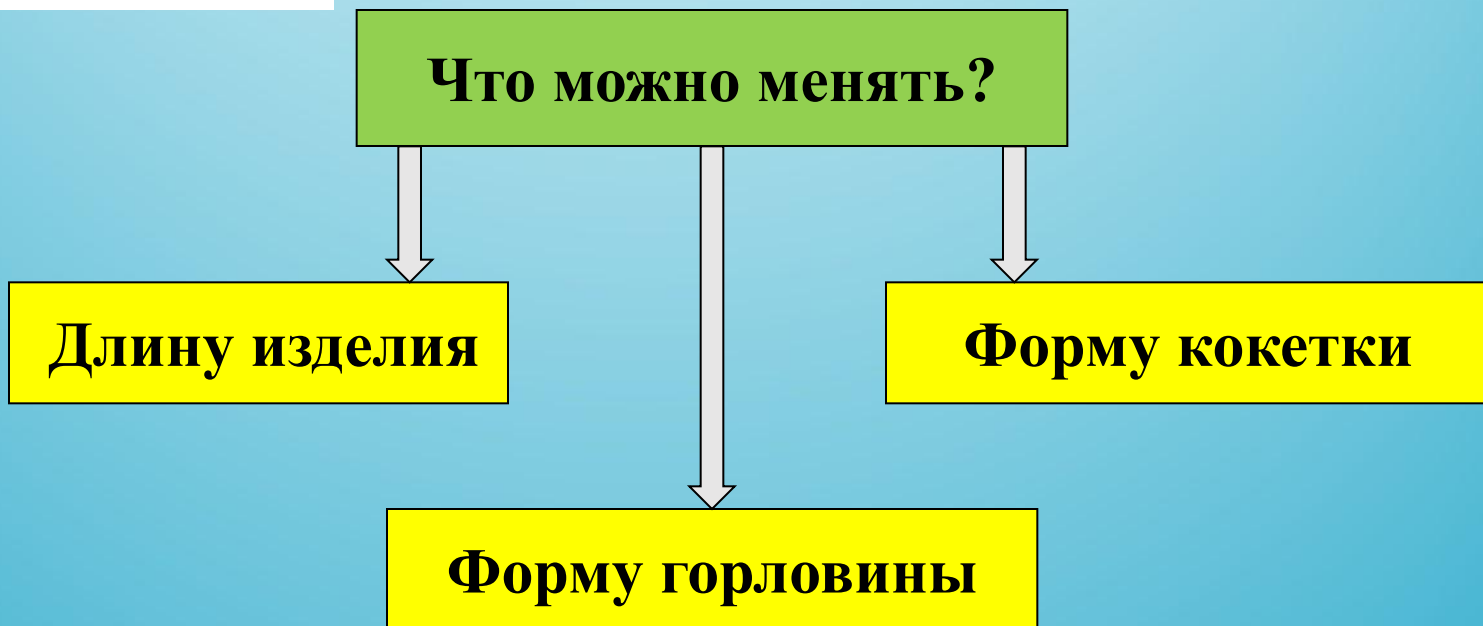 Что можно менять?
Длину изделия
Форму кокетки
Форму горловины